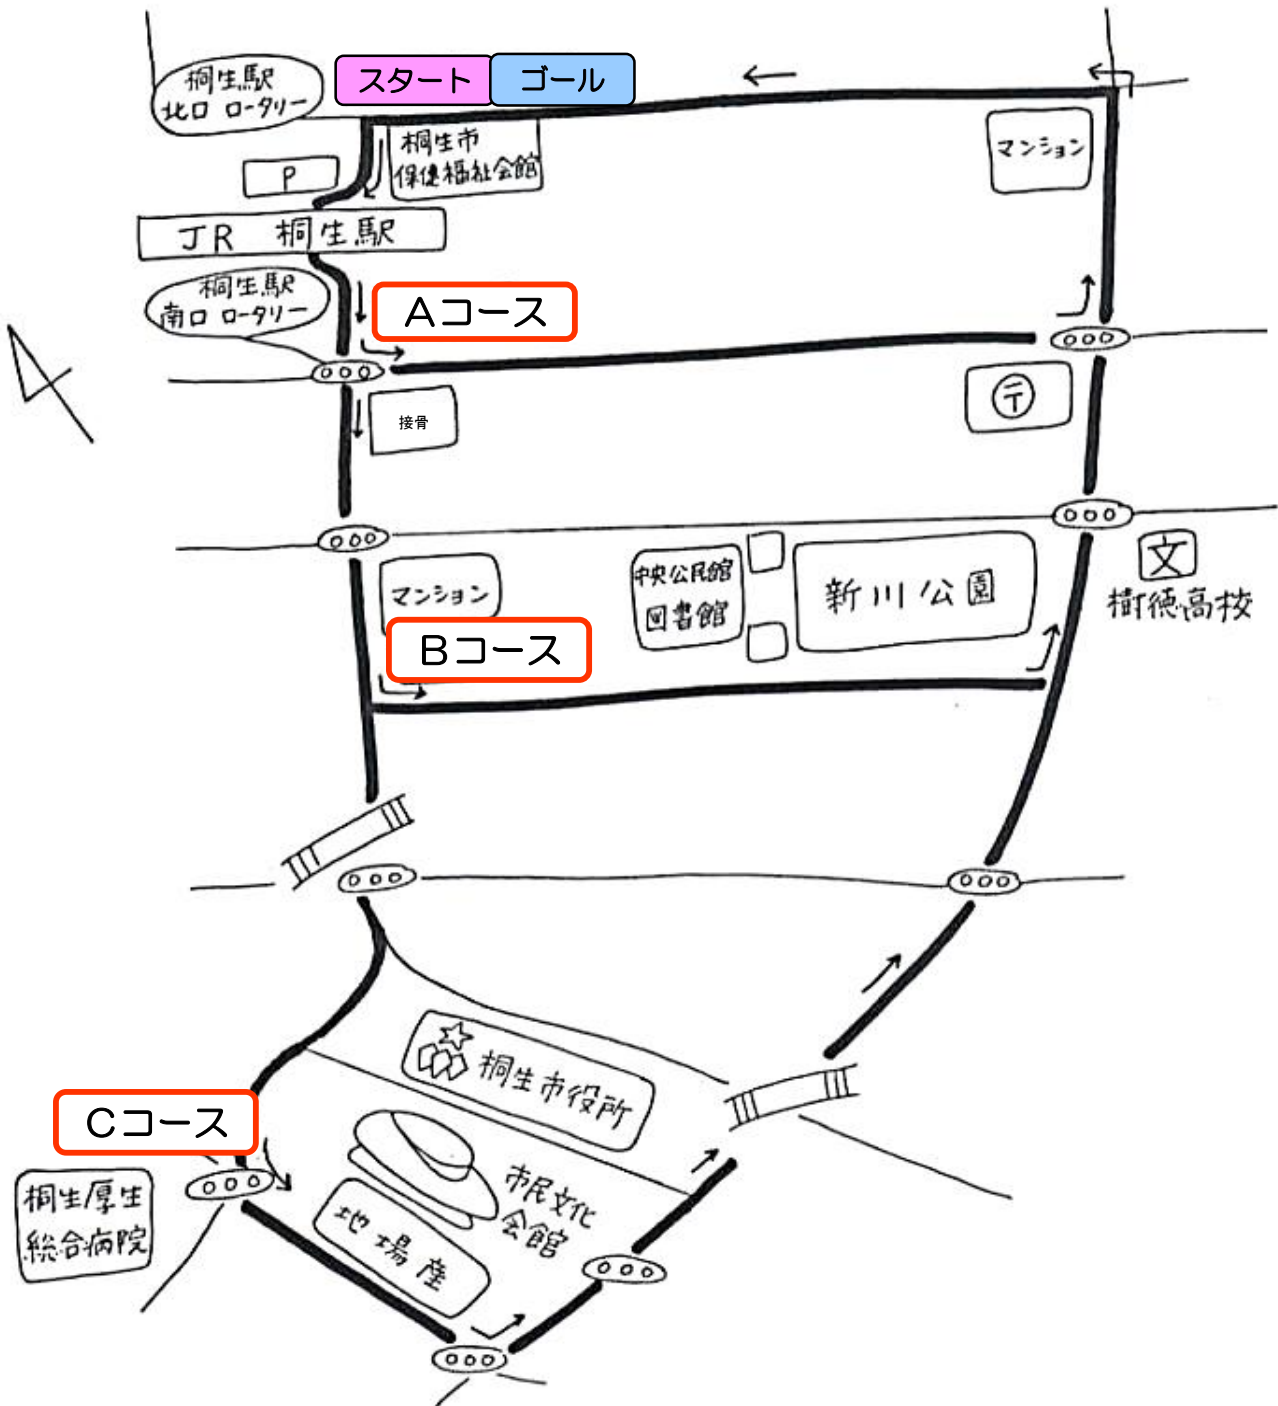 桐生駅
北口 ロータリー
スタート
ゴール
桐生市
保健福祉会館
マンション
P
JR 桐生駅
桐生駅
南口 ロータリー
Aコース
接骨
〒
マンション
中央公民館
図書館
新川公園
文
樹徳高校
Bコース
桐生市役所
Cコース
桐生厚生
総合病院
市民文化
会館
地場産